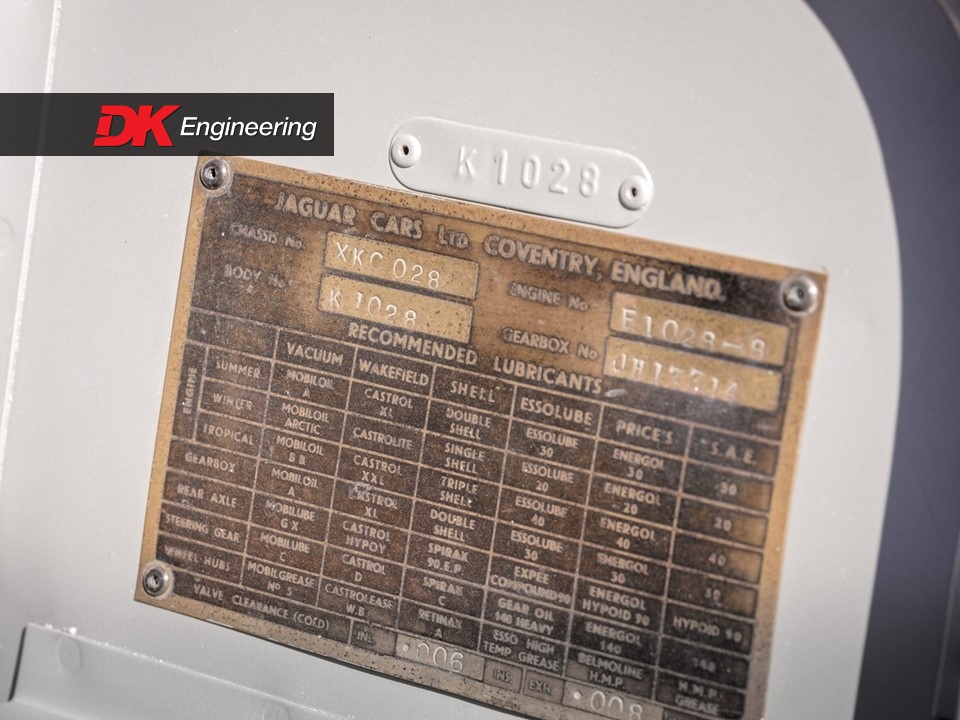 DK Engineering
K1028
JAGUAR CARS LTD. COVENTRY, ENGLAND.
CHASSIS No. XKC 028 ENGINE No. E1028-8
BODY No. K 1028 GEARBOX No
RECOMMENDED LUBRICANTS
VACUUM WAKEFIELD SHELL ESSOLUBE PRICE'S S.A.E.
ENGINE
SUMMER MOBILOIL A CASTROL XL DOUBLE SHELL ESSOLUBE 30 ENERGOL 30 30
WINTER MOBILOIL ARCTIC CASTROLITE SINGLE SHELL ESSOLUBE 20 ENERGOL 20 20
TROPICAL MOBILOIL BB CASTROL XXL TRIPLE SHELL ESSOLUBE 40 ENERGOL 40 40
GEARBOX MOBILOIL A CASTROL XL DOUBLE SHELL ESSOLUBE 30 ENERGOL 30 30
REAR AXLE MOBILUBE GX CASTROL HYPOY SPIRAX 90.E.P. EXPEE COMPOUND 90 ENERGOL HYPOID 90 HYPOID 90
STEERING GEAR MOBILUBE C CASTROL D SPIRAX C GEAR OIL 140 HEAVY ENERGOL 140 140
WHEEL HUBS MOBILGREASE No 5 CASTROLEASE W.B. RETINAX A ESSO HIGH TEMP. GREASE BELMOLINE H.M.P. H.M.P. GREASE
VALVE CLEARANCE (COLD) IN. .006 INS EXH .008